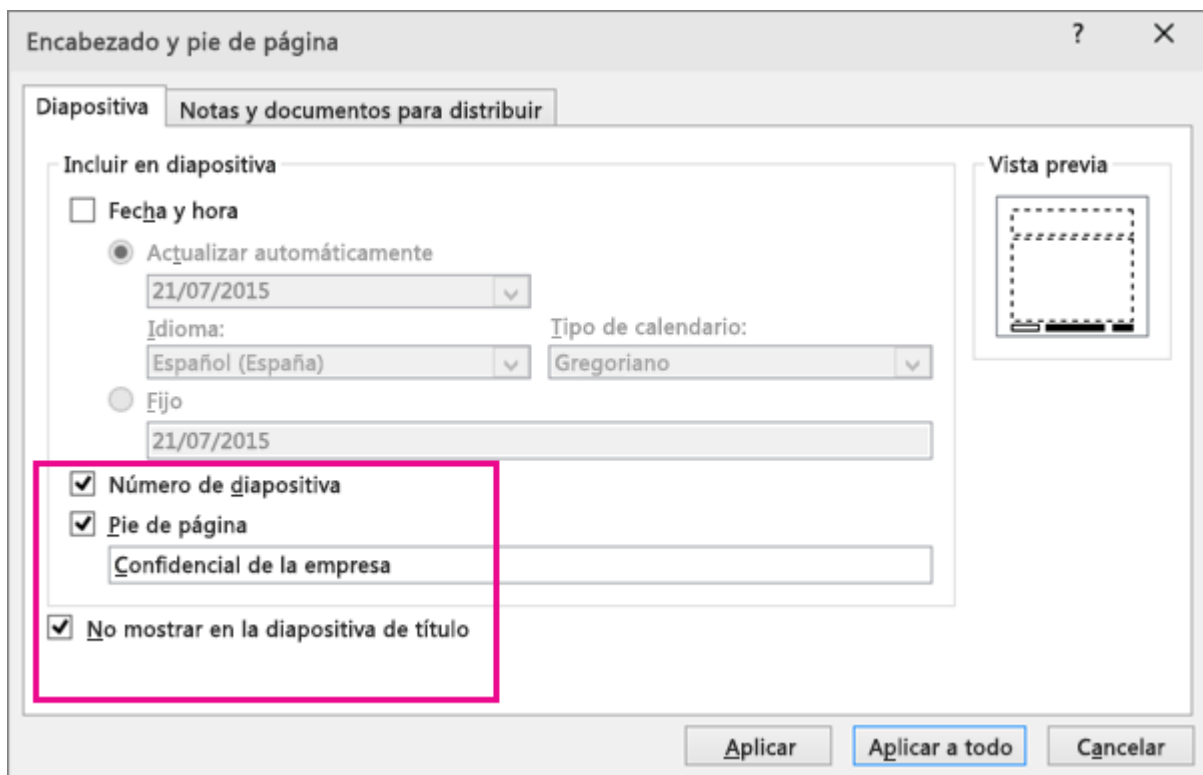 Encabezado y pie de página
?
Diapositiva
Notas y documentos para distribuir
Incluir en diapositiva
Vista previa
Fecha y hora
Actualizar automáticamente
21/07/2015
Idioma:
Tipo de calendario:
Español (España)
Gregoriano
Fijo
21/07/2015
Número de diapositiva
Pie de página
Confidencial de la empresa
No mostrar en la diapositiva de título
Aplicar
Aplicar a todo
Cancelar